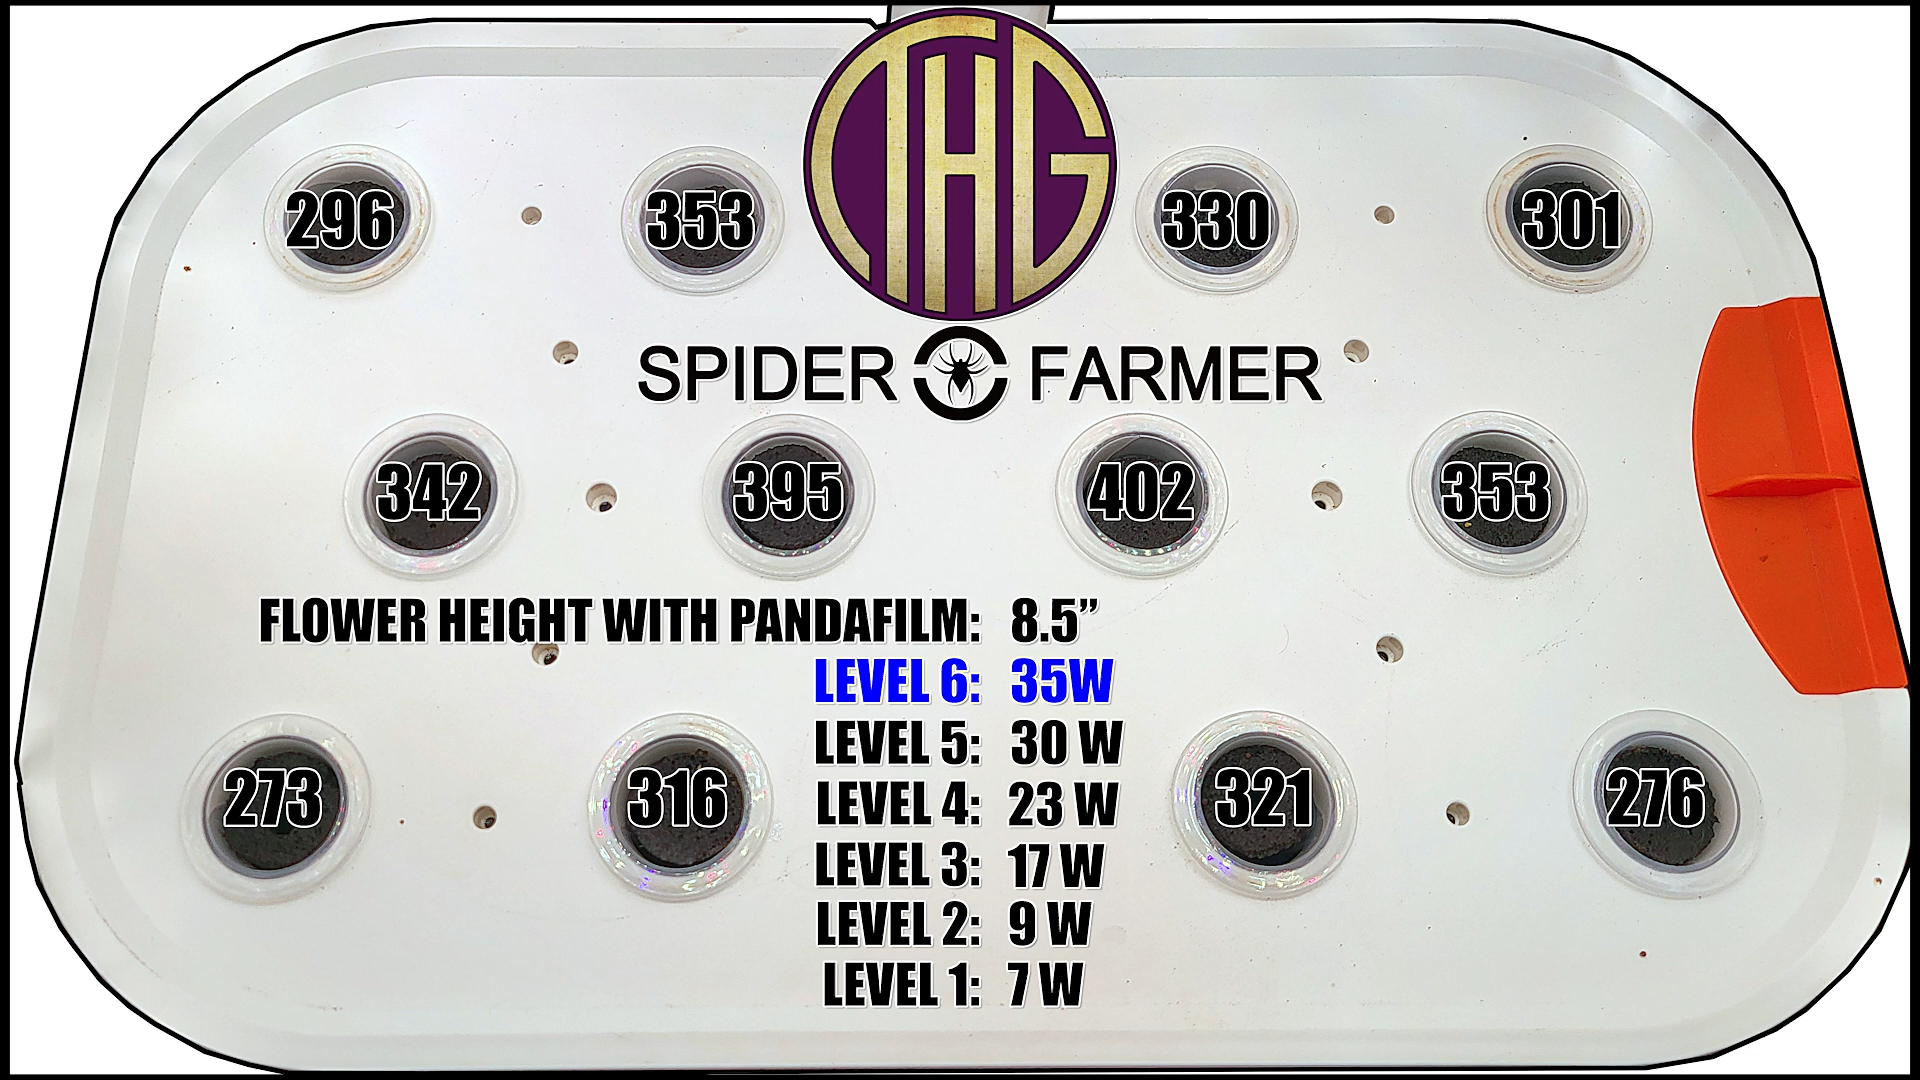 THG
296 353 330 301
SPIDER FARMER
342 395 402 353
FLOWER HEIGHT WITH PANDAFILM: 8.5”
LEVEL 6: 35W
LEVEL 5: 30 W
273 316 321 276
LEVEL 4: 23 W
LEVEL 3: 17 W
LEVEL 2: 9 W
LEVEL 1: 7 W